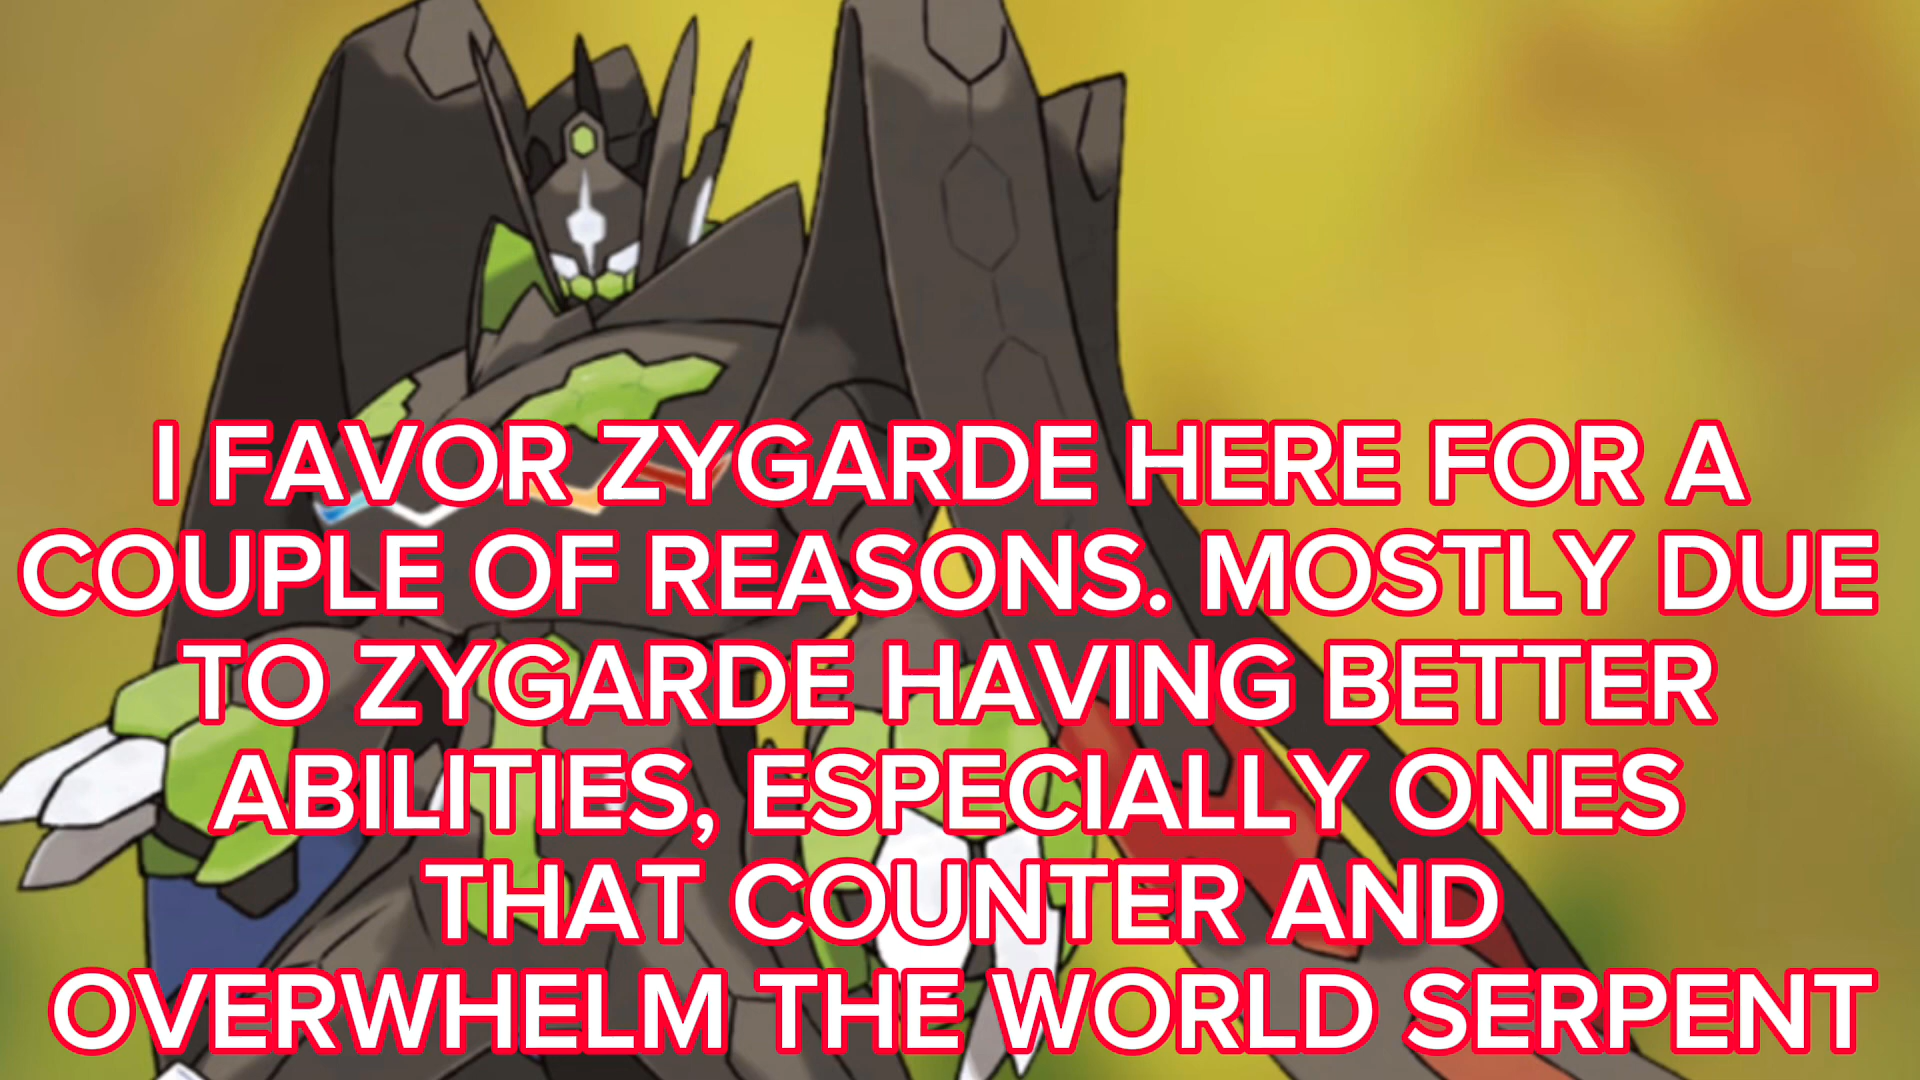 I FAVOR ZYGARDE HERE FOR A
COUPLE OF REASONS. MOSTLY DUE
TO ZYGARDE HAVING BETTER
ABILITIES, ESPECIALLY ONES
THAT COUNTER AND
OVERWHELM THE WORLD SERPENT